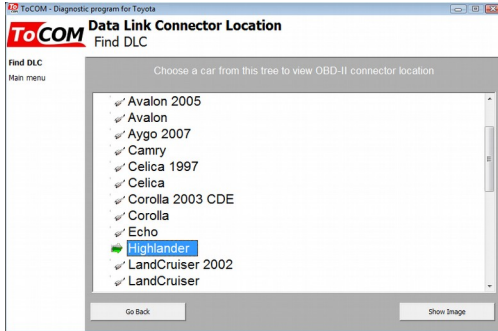 ToCOM - Diagnostic program for Toyota
ToCOM
Data Link Connector Location
Find DLC
Find DLC
Main menu
Choose a car from this tree to view OBD-II connector location
Avalon 2005
Avalon
Aygo 2007
Camry
Celica 1997
Celica
Corolla 2003 CDE
Corolla
Echo
Highlander
LandCruiser 2002
LandCruiser
Go Back
Show Image